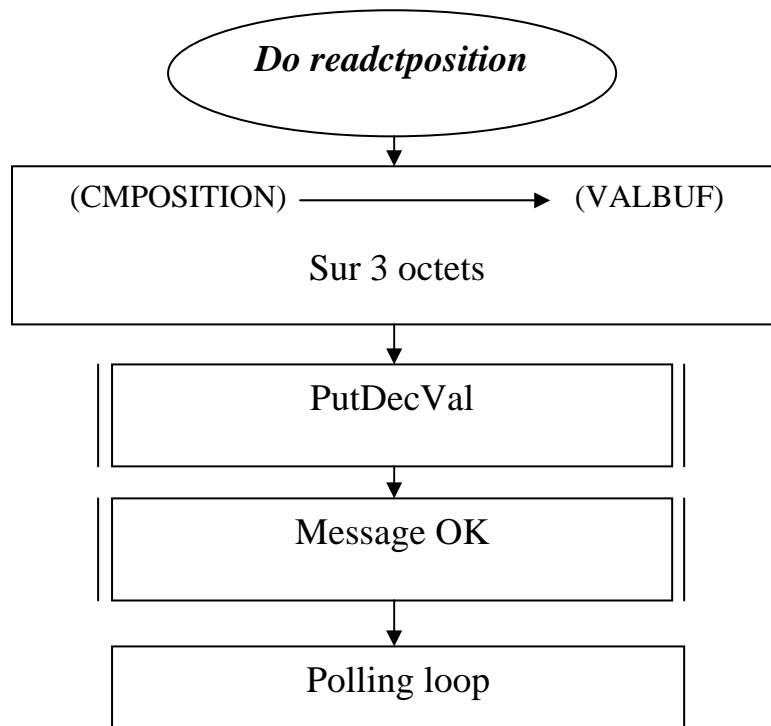 Do readctposition
(CMPOSITION) (VALBUF)
Sur 3 octets
PutDecVal
Message OK
Polling loop